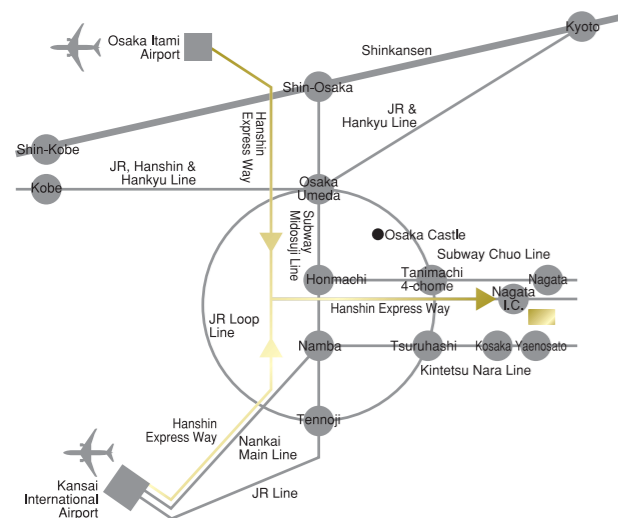 Osaka Itami
Airport
Kyoto
Shinkansen
Shin-Osaka
JR &
Hankyu Line
Hanshin
Express Way
Shin-Kobe
JR, Hanshin &
Hankyu Line
Kobe
Osaka
Umeda
Subway
Midosuji Line
Osaka Castle
Subway Chuo Line
Honmachi
Tanimachi
4-chome
Nagata
Nagata
I.C.
Hanshin Express Way
JR Loop
Line
Namba
Tsuruhashi
Kosaka
Yaenosato
Kintetsu Nara Line
Hanshin
Express Way
Tennoji
Nankai
Main Line
Kansai
International
Airport
JR Line